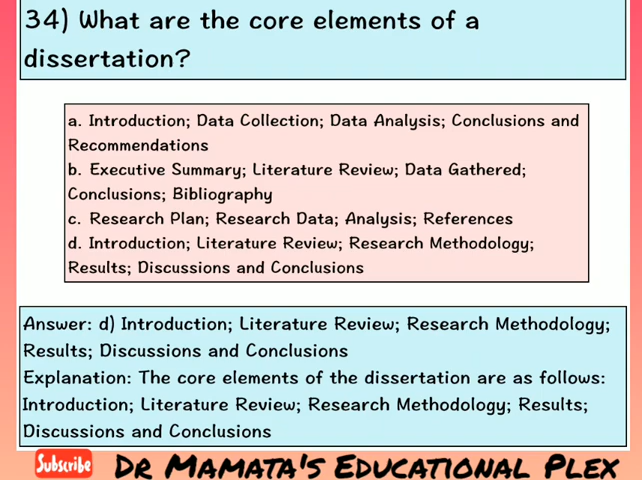 34) What are the core elements of a
dissertation?
a. Introduction; Data Collection; Data Analysis; Conclusions and
Recommendations
b. Executive Summary; Literature Review; Data Gathered;
Conclusions; Bibliography
c. Research Plan; Research Data; Analysis; References
d. Introduction; Literature Review; Research Methodology;
Results; Discussions and Conclusions
Answer: d) Introduction; Literature Review; Research Methodology;
Results; Discussions and Conclusions
Explanation: The core elements of the dissertation are as follows:
Introduction; Literature Review; Research Methodology; Results;
Discussions and Conclusions
Subscribe DR MAMATA'S EDUCATIONAL PLEX